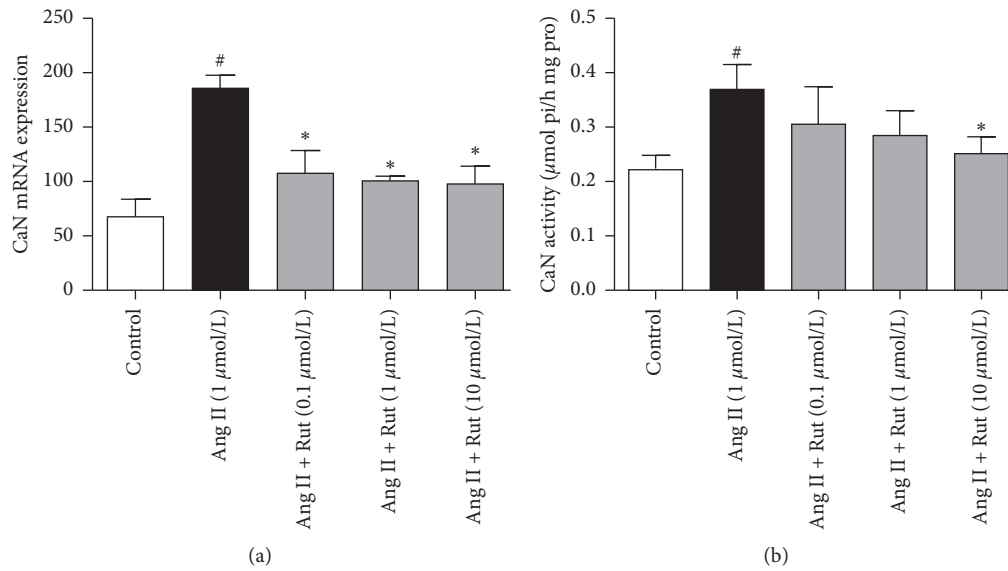 CaN mRNA expression
250
200
150
100
50
0
#
*
*
*
Control
Ang II (1 μmol/L)
Ang II + Rut (0.1 μmol/L)
Ang II + Rut (1 μmol/L)
Ang II + Rut (10 μmol/L)
(a)
CaN activity (μmol pi/h mg pro)
0.5
0.4
0.3
0.2
0.1
0.0
#
*
Control
Ang II (1 μmol/L)
Ang II + Rut (0.1 μmol/L)
Ang II + Rut (1 μmol/L)
Ang II + Rut (10 μmol/L)
(b)